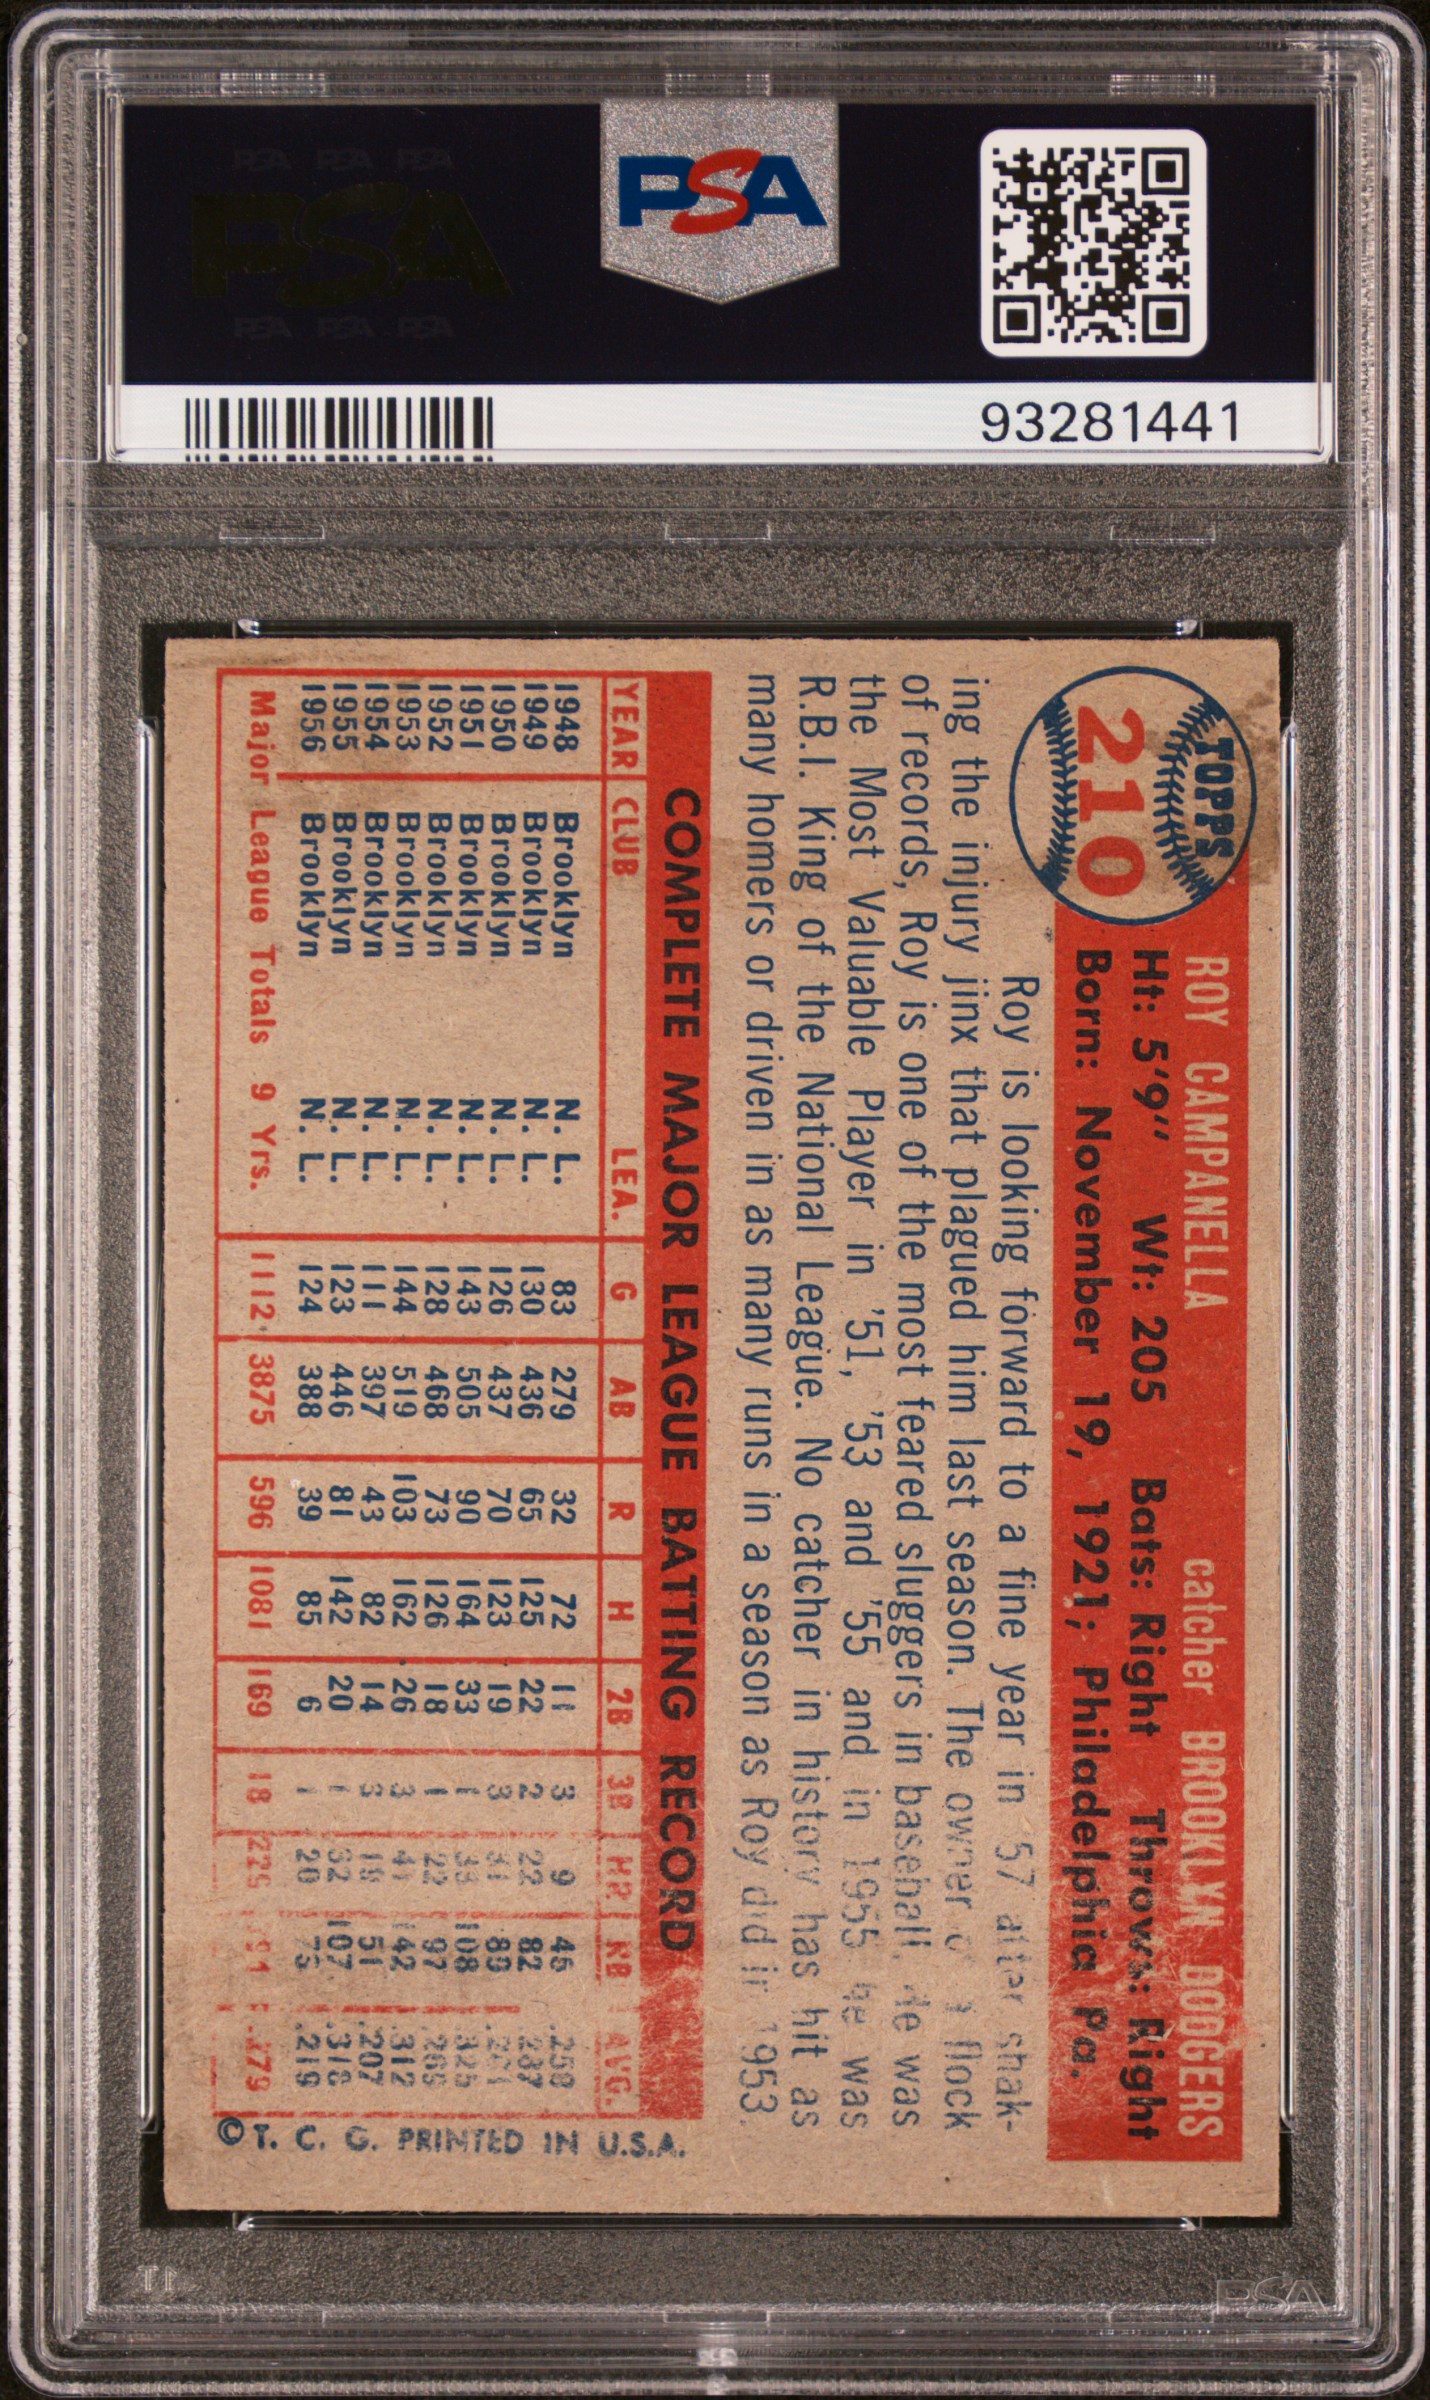 PSA PSA PSA
PSA
PSA PSA PSA
PSA
93281441
TOPPS
210
ROY CAMPANELLA catcher BROOKLYN DODGERS
Ht: 5'9" Wt: 205 Bats: Right Throws: Right
Born: November 19, 1921; Philadelphia Pa.
Roy is looking forward to a fine year in '57 after shak-
ing the injury jinx that plagued him last season. The owner of a flock
of records, Roy is one of the most feared sluggers in baseball. He was
the Most Valuable Player in '51, '53 and '55 and in 1955 he was
R.B.I. King of the National League. No catcher in history has hit as
many homers or driven in as many runs in a season as Roy did in 1953.
COMPLETE MAJOR LEAGUE BATTING RECORD
YEAR CLUB LEA. G AB R H 2B 3B HR RB AVG.
1948 Brooklyn N. L. 83 279 32 72 11 3 9 45 .258
1949 Brooklyn N. L. 130 436 65 125 22 2 22 82 .287
1950 Brooklyn N. L. 126 437 70 123 19 3 31 89
1951 Brooklyn N. L. 143 505 90 164 33 1 33 108 .325
1952 Brooklyn N. L. 128 468 73 126 18 1 22 97
1953 Brooklyn N. L. 144 519 103 162 26 3 41 142 .312
1954 Brooklyn N. L. 111 397 43 82 14 3 19 51 .207
1955 Brooklyn N. L. 123 446 81 142 20 1 32 107 .318
1956 Brooklyn N. L. 124 388 39 85 6 1 20 73 .219
Major League Totals 9 Yrs. 1112 3875 596 1081 169 18 225 .279
© T. C. G. PRINTED IN U.S.A.
PSA